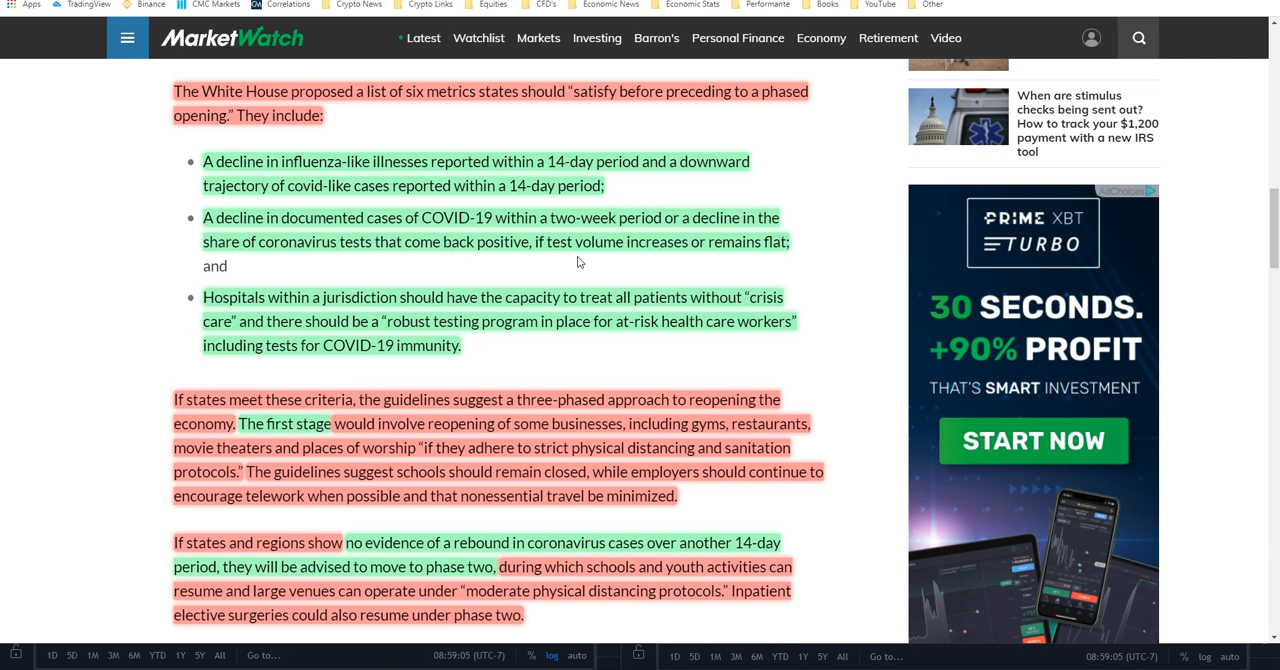 Apps TradingView Binance CMC Markets Correlations Crypto News Crypto Links Equities CFD's Economic News Economic Stats Performante Books YouTube Other
MarketWatch
Latest Watchlist Markets Investing Barron's Personal Finance Economy Retirement Video
The White House proposed a list of six metrics states should “satisfy before preceding to a phased
opening.” They include:
A decline in influenza-like illnesses reported within a 14-day period and a downward
trajectory of covid-like cases reported within a 14-day period;
A decline in documented cases of COVID-19 within a two-week period or a decline in the
share of coronavirus tests that come back positive, if test volume increases or remains flat;
and
Hospitals within a jurisdiction should have the capacity to treat all patients without “crisis
care” and there should be a “robust testing program in place for at-risk health care workers”
including tests for COVID-19 immunity.
If states meet these criteria, the guidelines suggest a three-phased approach to reopening the
economy. The first stage would involve reopening of some businesses, including gyms, restaurants,
movie theaters and places of worship “if they adhere to strict physical distancing and sanitation
protocols.” The guidelines suggest schools should remain closed, while employers should continue to
encourage telework when possible and that nonessential travel be minimized.
If states and regions show no evidence of a rebound in coronavirus cases over another 14-day
period, they will be advised to move to phase two, during which schools and youth activities can
resume and large venues can operate under “moderate physical distancing protocols.” Inpatient
elective surgeries could also resume under phase two.
When are stimulus
checks being sent out?
How to track your $1,200
payment with a new IRS
tool
AdChoices
PRIME XBT
TURBO
30 SECONDS.
+90% PROFIT
THAT'S SMART INVESTMENT
START NOW
1D 5D 1M 3M 6M YTD 1Y 5Y All Go to... 08:59:05 (UTC-7) % log auto
1D 5D 1M 3M 6M YTD 1Y 5Y All Go to... 08:59:05 (UTC-7) % log auto